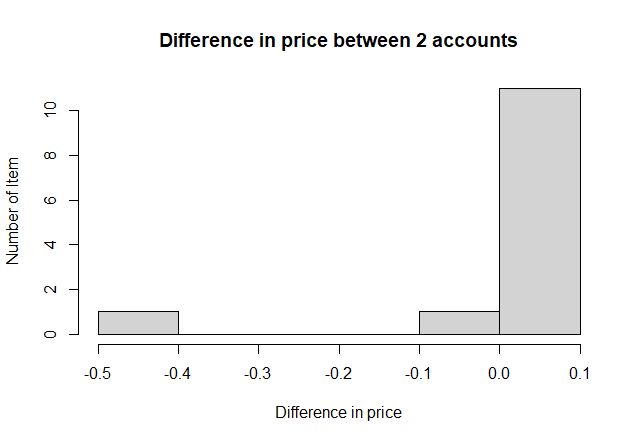 Difference in price between 2 accounts
Number of Item
10
8
6
4
2
0
-0.5 -0.4 -0.3 -0.2 -0.1 0.0 0.1
Difference in price